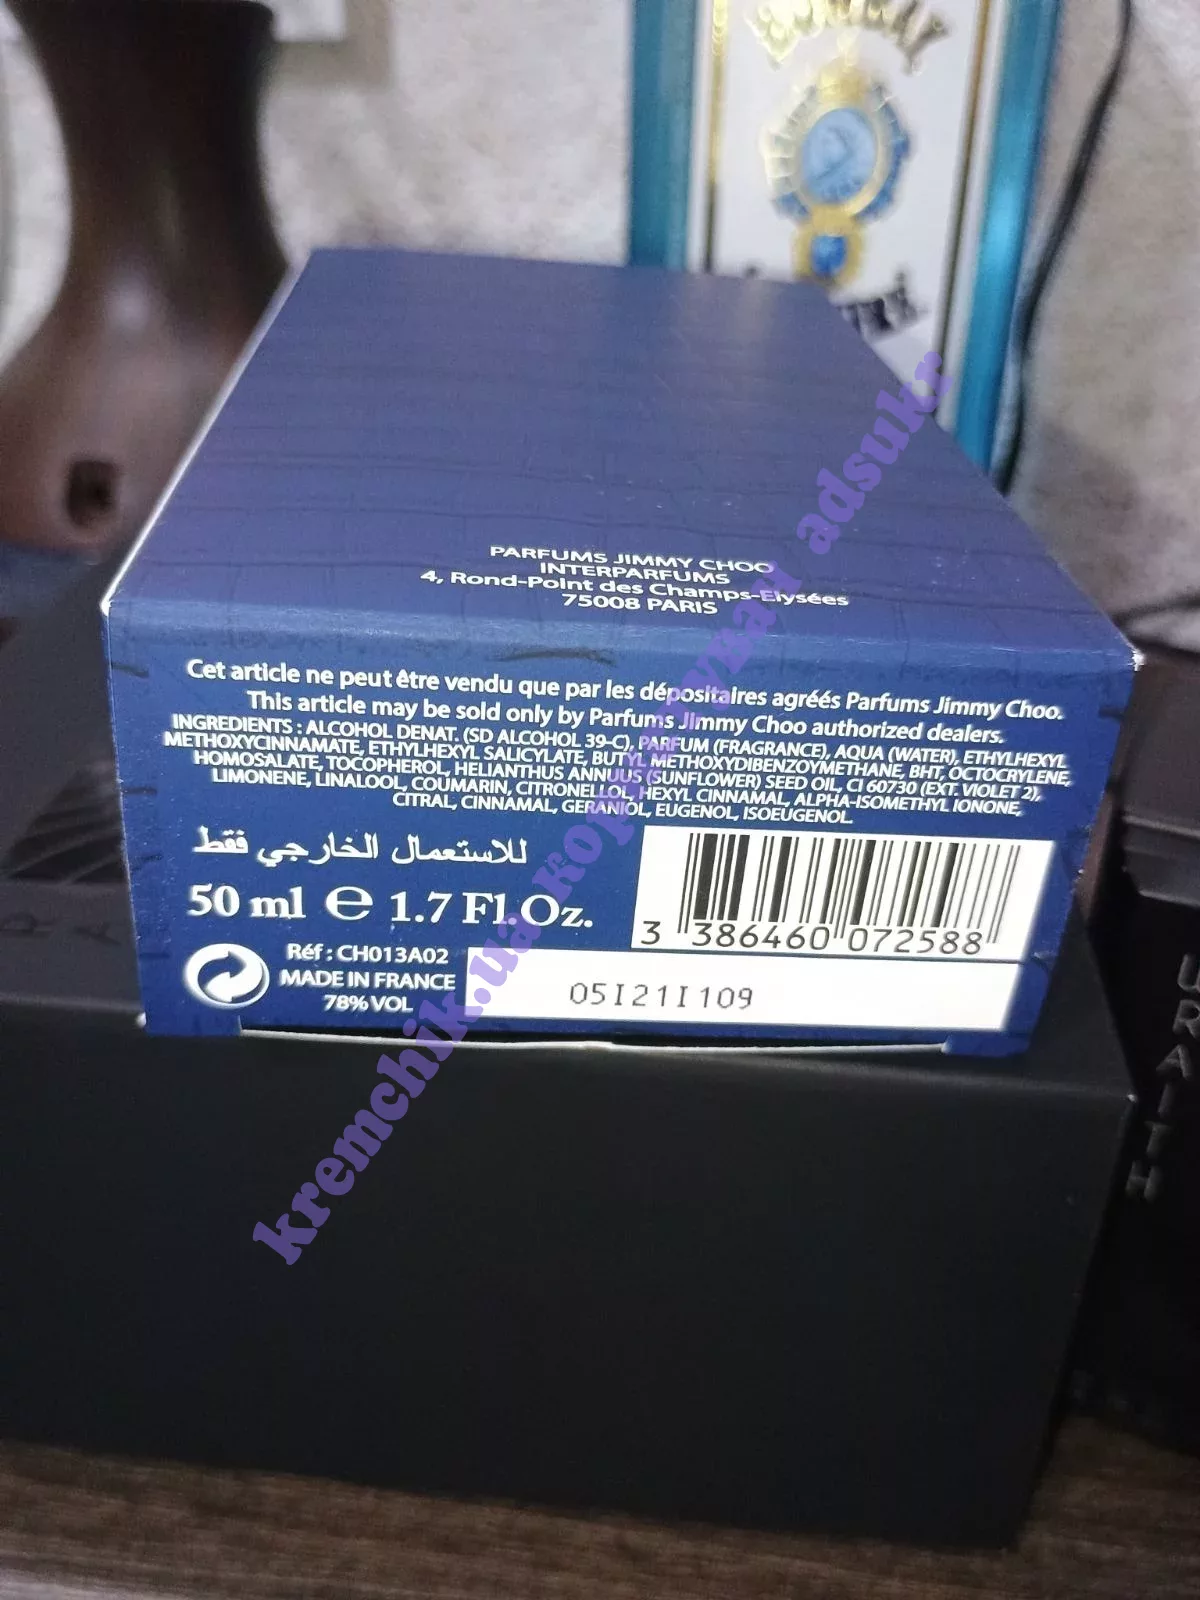 PARFUMS JIMMY CHOO
INTERPARFUMS
4, Rond-Point des Champs-Elysées
75008 PARIS
Cet article ne peut être vendu que par les dépositaires agréés Parfums Jimmy Choo.
This article may be sold only by Parfums Jimmy Choo authorized dealers.
INGREDIENTS : ALCOHOL DENAT. (SD ALCOHOL 39-C), PARFUM (FRAGRANCE), AQUA (WATER), ETHYLHEXYL
METHOXYCINNAMATE, ETHYLHEXYL SALICYLATE, BUTYL METHOXYDIBENZOYMETHANE, BHT, OCTOCRYLENE,
HOMOSALATE, TOCOPHEROL, HELIANTHUS ANNUUS (SUNFLOWER) SEED OIL, CI 60730 (EXT. VIOLET 2),
LIMONENE, LINALOOL, COUMARIN, CITRONELLOL, HEXYL CINNAMAL, ALPHA-ISOMETHYL IONONE,
CITRAL, CINNAMAL, GERANIOL, EUGENOL, ISOEUGENOL.
للاستعمال الخارجي فقط
50 ml e 1.7 Fl. Oz.
3 386460 072588
Réf : CH013A02
MADE IN FRANCE
78% VOL
05I21I109
URAITH
kremchik.ua
adsukr